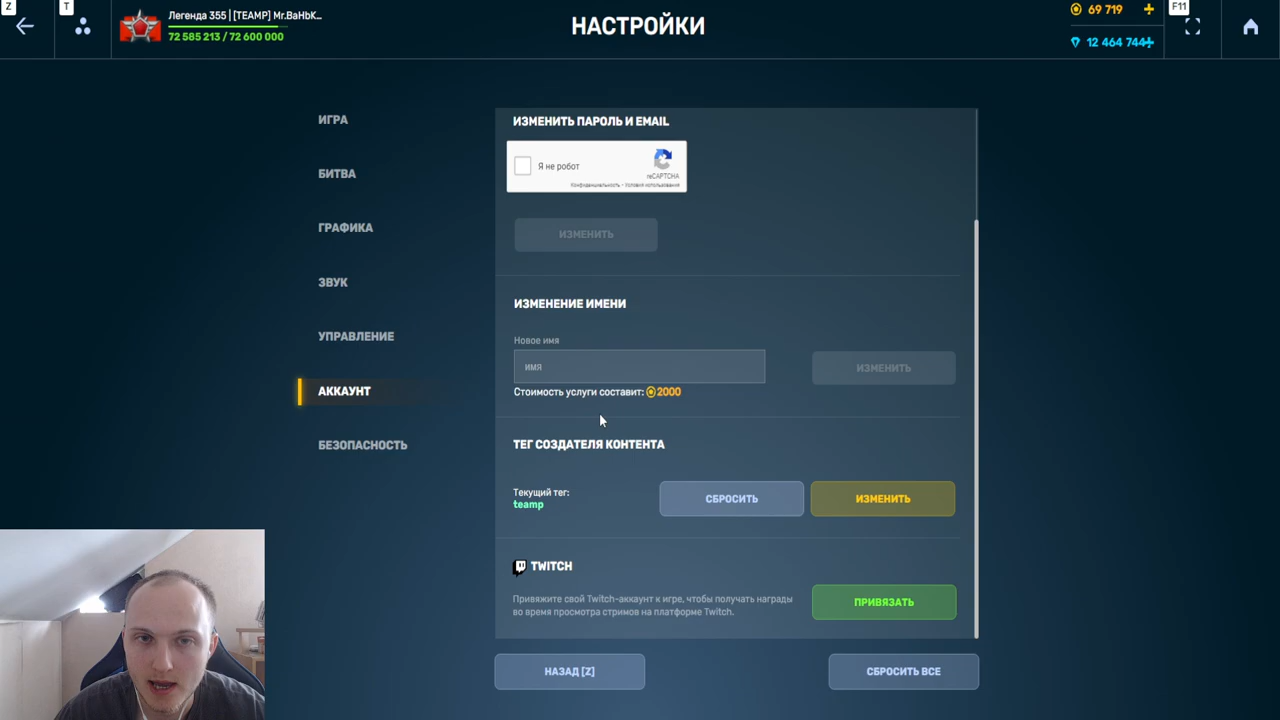 Z
T
Легенда 355 | [TEAMP] Mr.BaHbK...
72 585 213 / 72 600 000
НАСТРОЙКИ
69 719
12 464 744
F11
ИГРА
БИТВА
ГРАФИКА
ЗВУК
УПРАВЛЕНИЕ
АККАУНТ
БЕЗОПАСНОСТЬ
ИЗМЕНИТЬ ПАРОЛЬ И EMAIL
Я не робот
reCAPTCHA
Конфиденциальность - Условия использования
ИЗМЕНИТЬ
ИЗМЕНЕНИЕ ИМЕНИ
Новое имя
имя
ИЗМЕНИТЬ
Стоимость услуги составит: 2000
ТЕГ СОЗДАТЕЛЯ КОНТЕНТА
Текущий тег:
teamp
СБРОСИТЬ
ИЗМЕНИТЬ
TWITCH
Привяжите свой Twitch-аккаунт к игре, чтобы получать награды
во время просмотра стримов на платформе Twitch.
ПРИВЯЗАТЬ
НАЗАД [Z]
СБРОСИТЬ ВСЕ